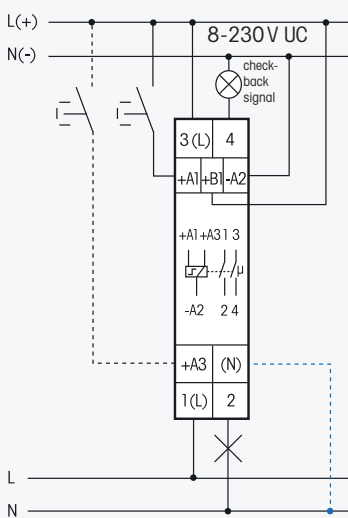 L(+)
8-230 V UC
N(-)
check-
back
signal
3 (L) 4
+A1 +B1 -A2
+A1 +A3 1 3
μ
-A2 2 4
+A3 (N)
1 (L) 2
L
N